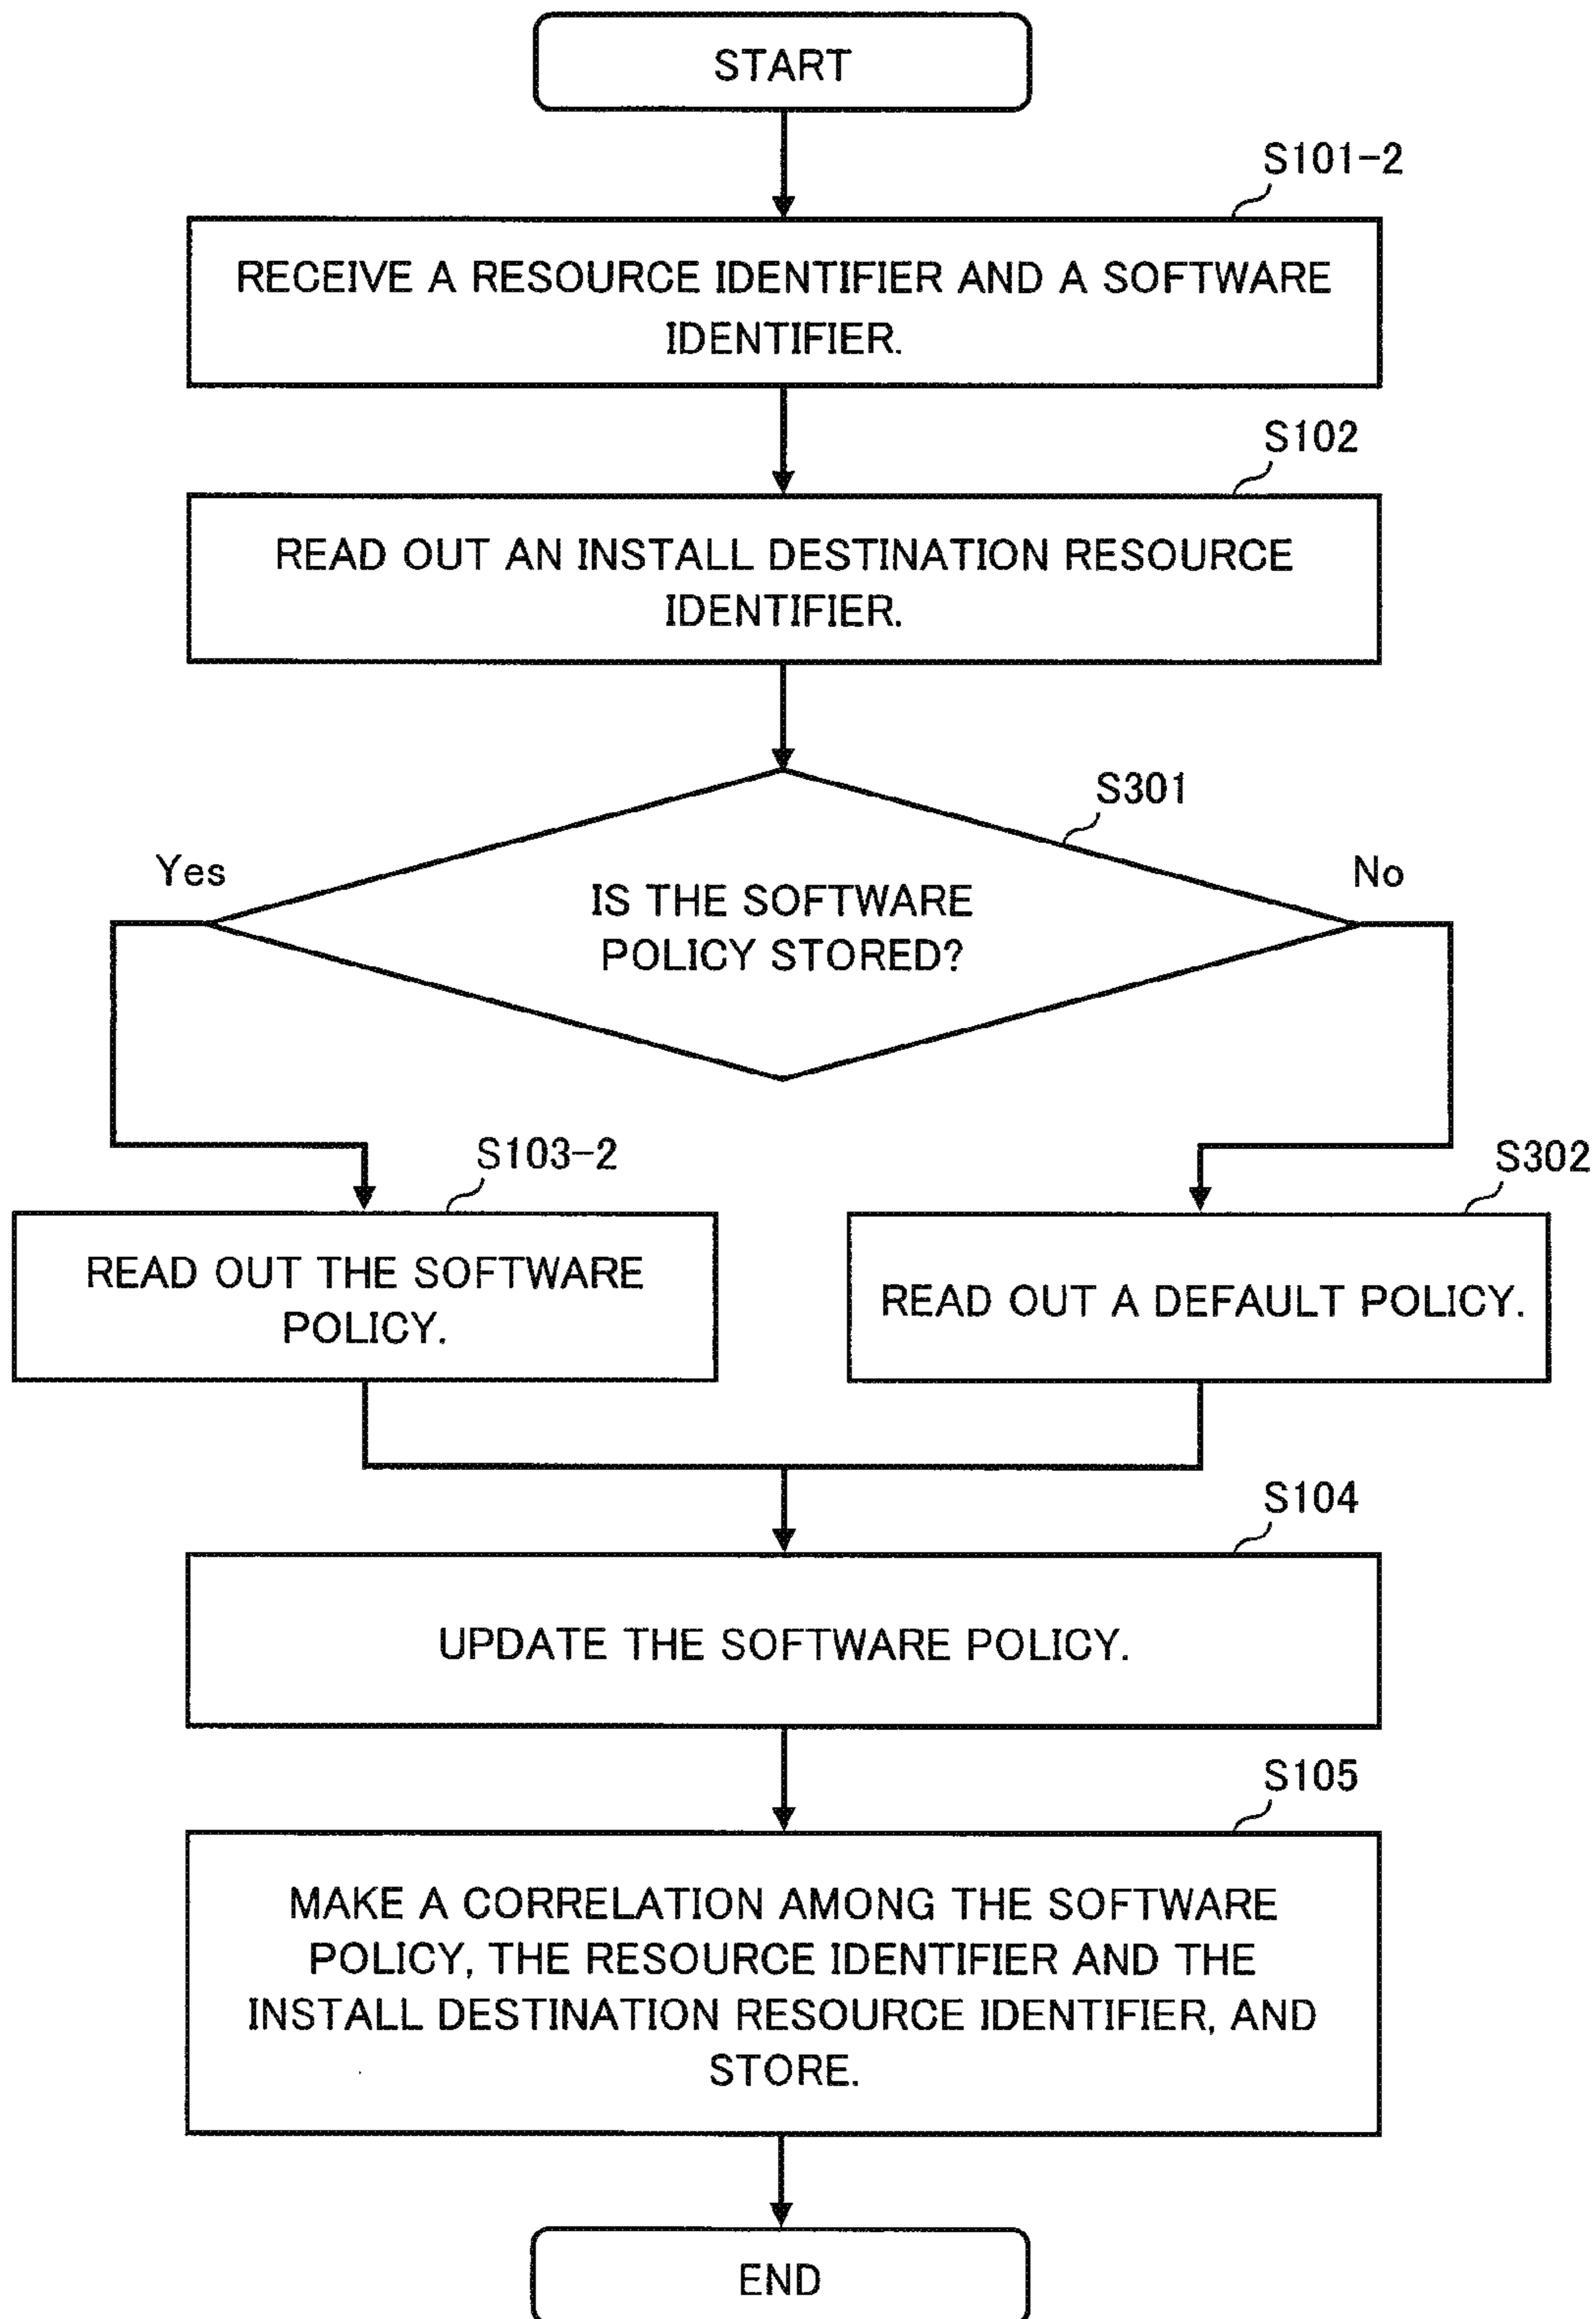 START
S101-2
RECEIVE A RESOURCE IDENTIFIER AND A SOFTWARE
IDENTIFIER.
S102
READ OUT AN INSTALL DESTINATION RESOURCE
IDENTIFIER.
S301
Yes
No
IS THE SOFTWARE
POLICY STORED?
S103-2
READ OUT THE SOFTWARE
POLICY.
S302
READ OUT A DEFAULT POLICY.
S104
UPDATE THE SOFTWARE POLICY.
S105
MAKE A CORRELATION AMONG THE SOFTWARE
POLICY, THE RESOURCE IDENTIFIER AND THE
INSTALL DESTINATION RESOURCE IDENTIFIER, AND
STORE.
END